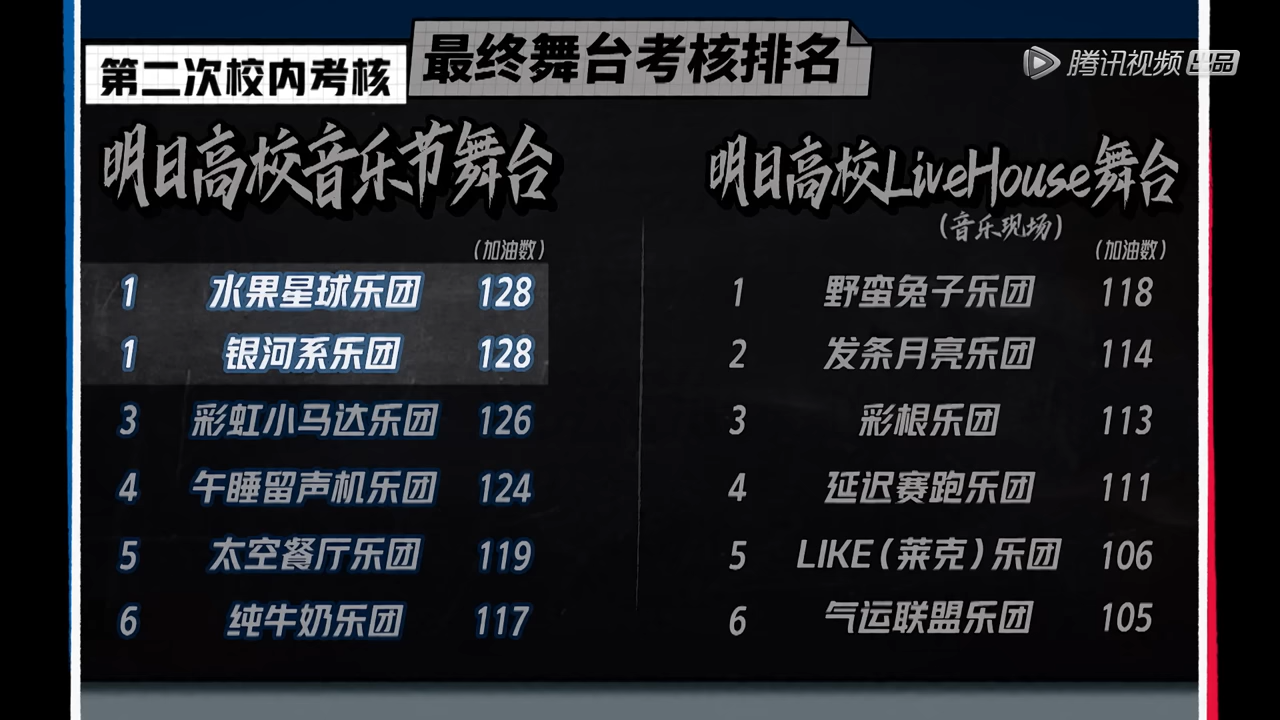 第二次校内考核
最终舞台考核排名
腾讯视频 出品
明日高校音乐节舞台
(加油数)
1 水果星球乐团 128
1 银河系乐团 128
3 彩虹小马达乐团 126
4 午睡留声机乐团 124
5 太空餐厅乐团 119
6 纯牛奶乐团 117
明日高校LiveHouse舞台
(音乐现场)
(加油数)
1 野蛮兔子乐团 118
2 发条月亮乐团 114
3 彩根乐团 113
4 延迟赛跑乐团 111
5 LIKE(莱克)乐团 106
6 气运联盟乐团 105